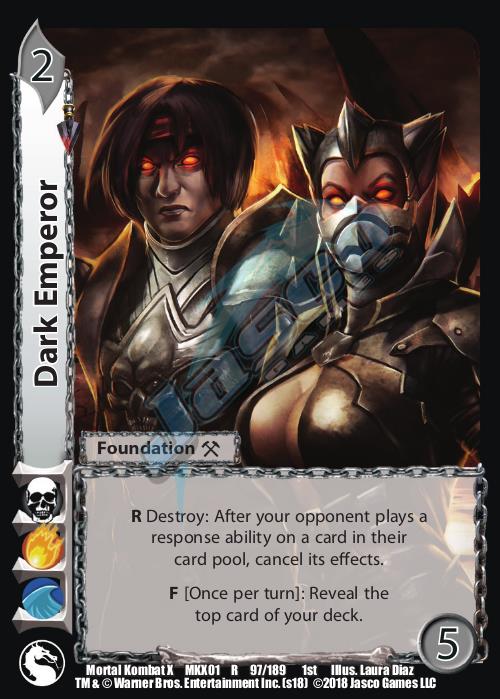 2
Dark Emperor
Jasco
GAMES
Foundation
R Destroy: After your opponent plays a
response ability on a card in their
card pool, cancel its effects.
F [Once per turn]: Reveal the
top card of your deck.
5
Mortal Kombat X MKX01 R 97/189 1st Illus. Laura Diaz
TM & © Warner Bros. Entertainment Inc. (s18) ©2018 Jasco Games LLC